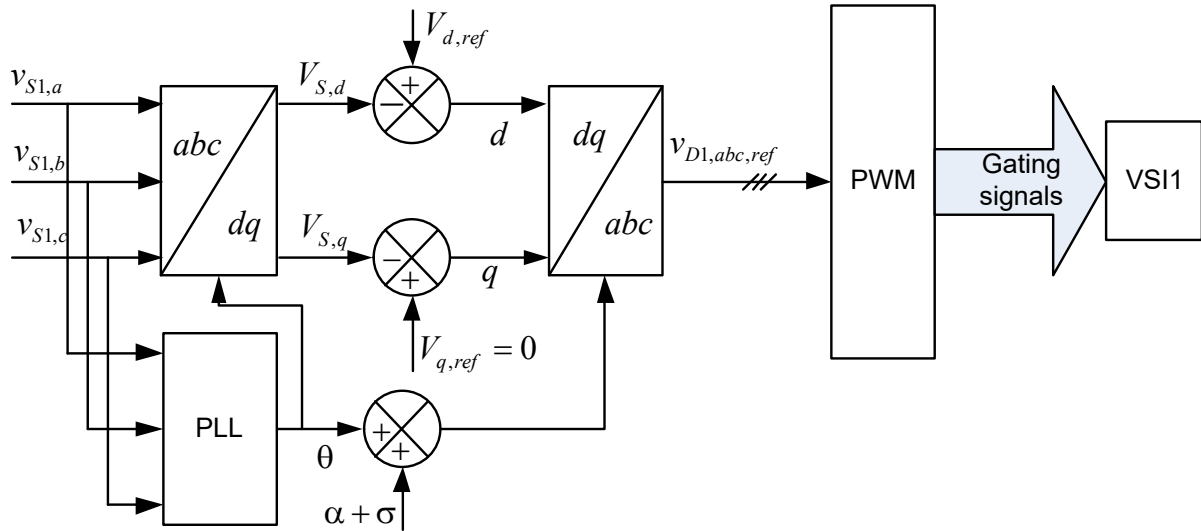 V_{d,ref}
v_{S1,a}
V_{S,d}
+
−
d
abc
dq
dq
abc
v_{S1,b}
v_{D1,abc,ref}
PWM
Gating
signals
VSI1
v_{S1,c}
V_{S,q}
−
+
q
V_{q,ref} = 0
PLL
θ
+
+
α + σ